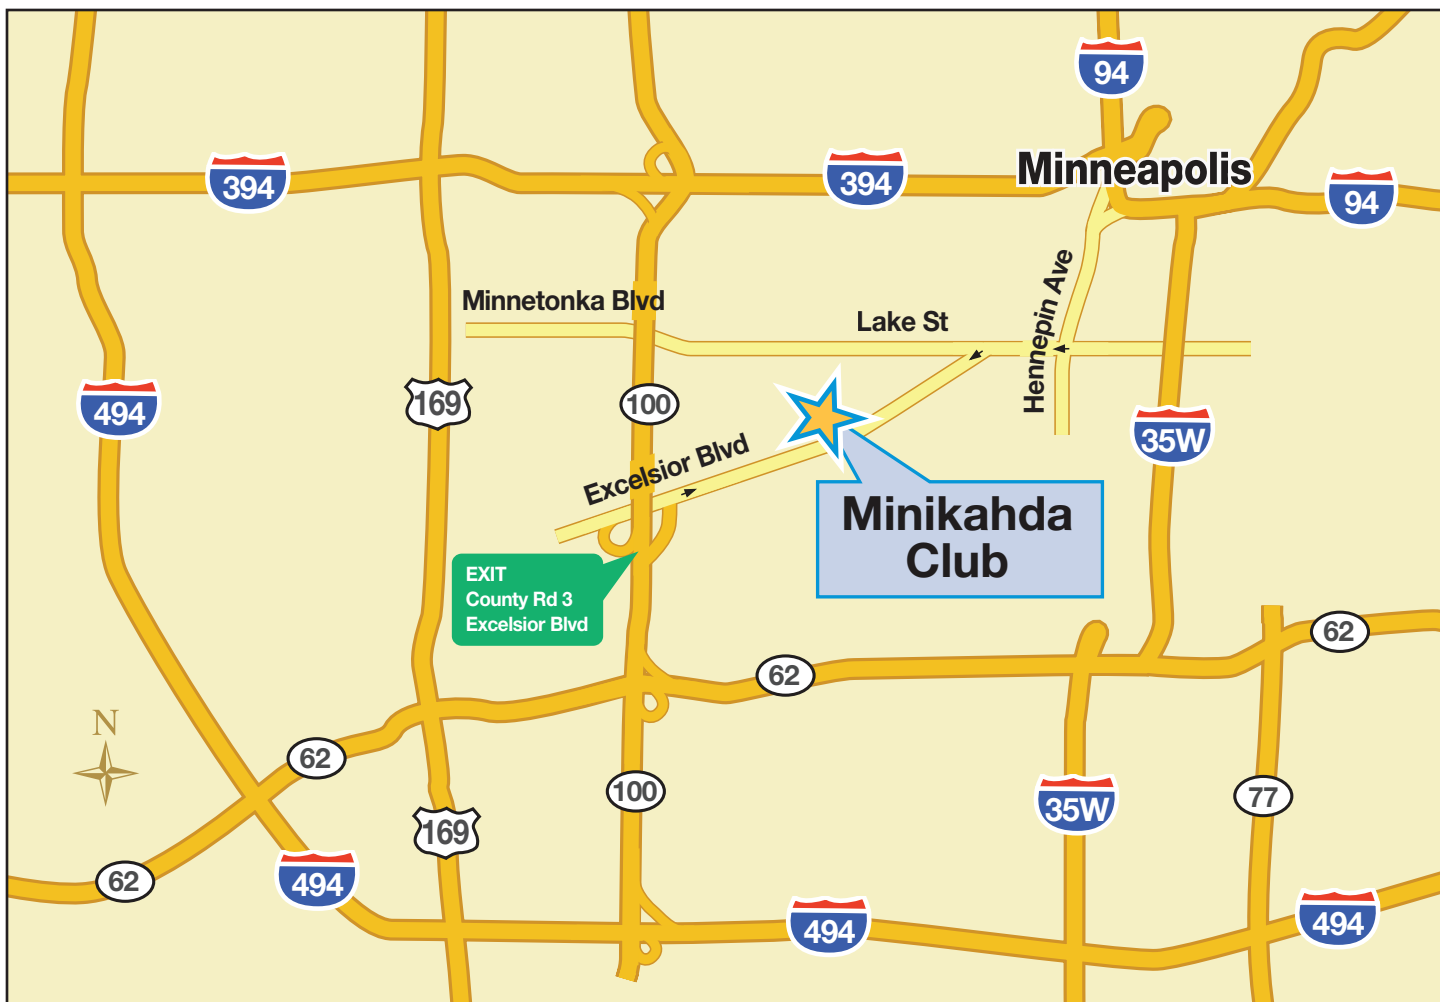 94
Minneapolis
394
394
94
Hennepin Ave
Minnetonka Blvd
Lake St
494
169
100
35W
Excelsior Blvd
Minikahda
Club
EXIT
County Rd 3
Excelsior Blvd
62
62
N
62
100
35W
77
169
62
494
494
494